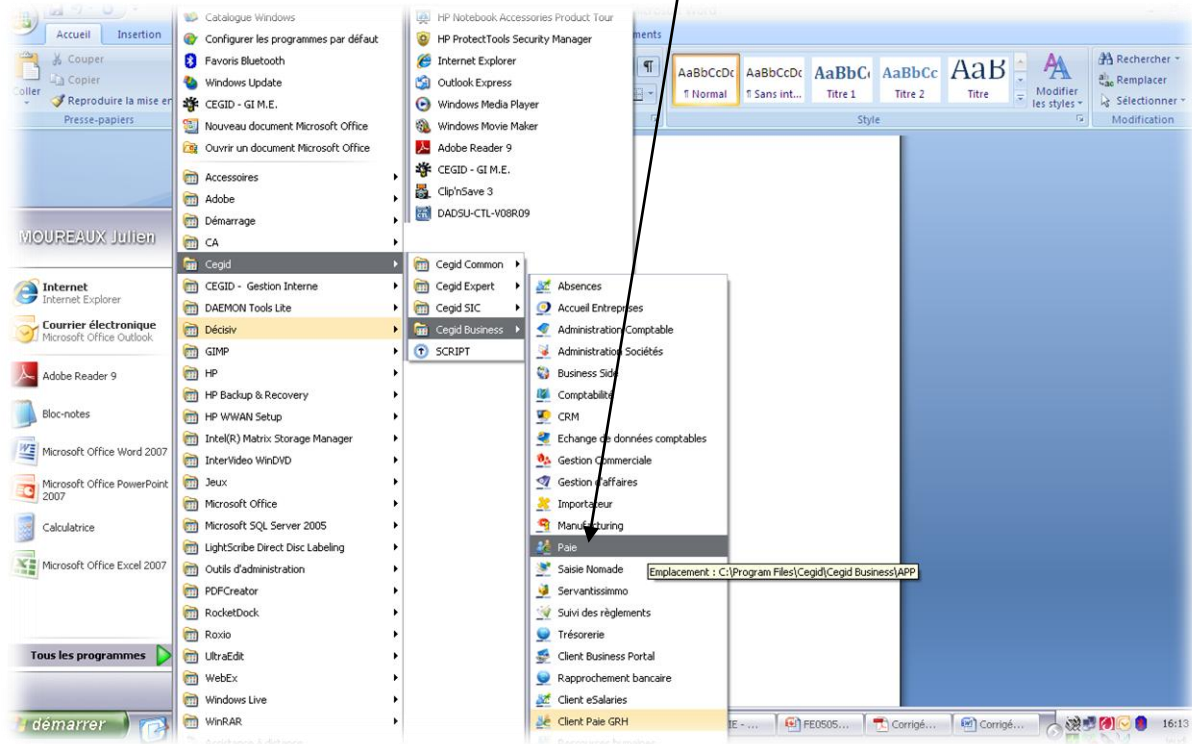 Accueil
Insertion
Couper
Copier
Coller
Reproduire la mise en
Presse-papiers
ments
AaBbCcDc
¶ Normal
AaBbCcDc
¶ Sans int...
AaBbC
Titre 1
AaBbCc
Titre 2
AaB
Titre
Modifier
les styles
Style
Rechercher
Remplacer
Sélectionner
Modification
MOUREAUX Julien
Internet
Internet Explorer
Courrier électronique
Microsoft Office Outlook
Adobe Reader 9
Bloc-notes
Microsoft Office Word 2007
Microsoft Office PowerPoint
2007
Calculatrice
Microsoft Office Excel 2007
Tous les programmes
démarrer
Catalogue Windows
Configurer les programmes par défaut
Favoris Bluetooth
Windows Update
CEGID - GI M.E.
Nouveau document Microsoft Office
Ouvrir un document Microsoft Office
Accessoires
Adobe
Démarrage
CA
Cegid
CEGID - Gestion Interne
DAEMON Tools Lite
Décisiv
GIMP
HP
HP Backup & Recovery
HP WWAN Setup
Intel(R) Matrix Storage Manager
InterVideo WinDVD
Jeux
Microsoft Office
Microsoft SQL Server 2005
LightScribe Direct Disc Labeling
Outils d'administration
PDFCreator
RocketDock
Roxio
UltraEdit
WebEx
Windows Live
WinRAR
HP Notebook Accessories Product Tour
HP ProtectTools Security Manager
Internet Explorer
Outlook Express
Windows Media Player
Windows Movie Maker
Adobe Reader 9
CEGID - GI M.E.
Clip'nSave 3
DADSU-CTL-V08R09
Cegid Common
Cegid Expert
Cegid SIC
Cegid Business
SCRIPT
Absences
Accueil Entreprises
Administration Comptable
Administration Sociétés
Business Side
Comptabilité
CRM
Echange de données comptables
Gestion Commerciale
Gestion d'affaires
Importateur
Manufacturing
Paie
Saisie Nomade
Servantissimmo
Suivi des règlements
Trésorerie
Client Business Portal
Rapprochement bancaire
Client eSalaries
Client Paie GRH
Emplacement : C:\Program Files\Cegid\Cegid Business\APP
IE - ...
FE0505...
Corrigé...
Corrigé...
16:13